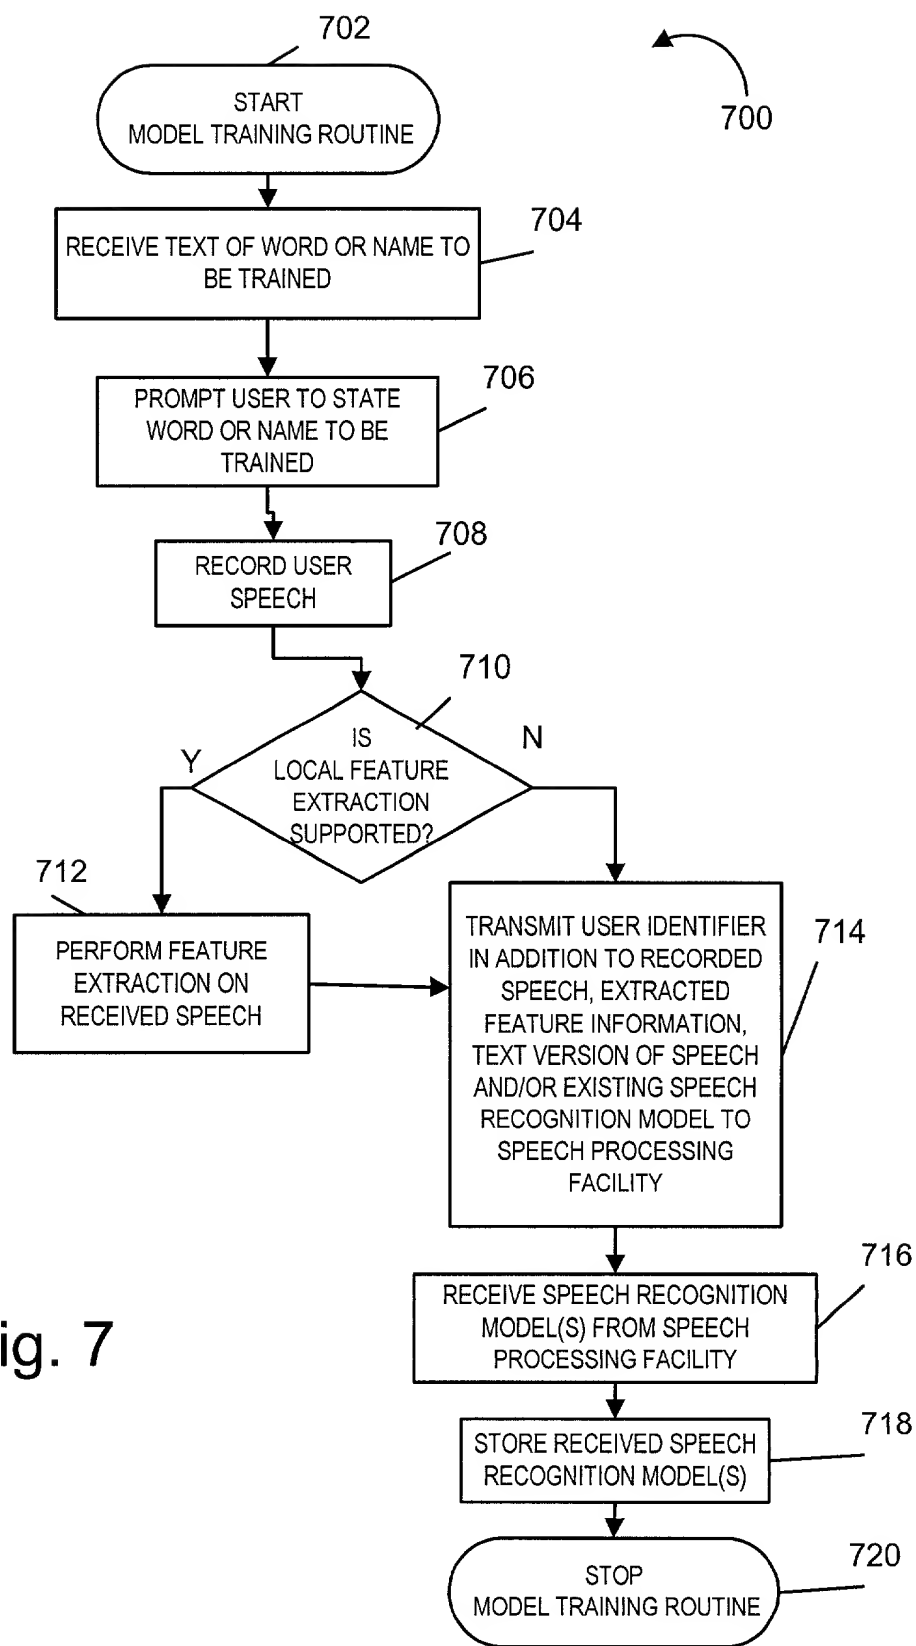 702
START
MODEL TRAINING ROUTINE
700
704
RECEIVE TEXT OF WORD OR NAME TO
BE TRAINED
706
PROMPT USER TO STATE
WORD OR NAME TO BE
TRAINED
708
RECORD USER
SPEECH
710
IS
LOCAL FEATURE
EXTRACTION
SUPPORTED?
Y
N
712
PERFORM FEATURE
EXTRACTION ON
RECEIVED SPEECH
714
TRANSMIT USER IDENTIFIER
IN ADDITION TO RECORDED
SPEECH, EXTRACTED
FEATURE INFORMATION,
TEXT VERSION OF SPEECH
AND/OR EXISTING SPEECH
RECOGNITION MODEL TO
SPEECH PROCESSING
FACILITY
716
RECEIVE SPEECH RECOGNITION
MODEL(S) FROM SPEECH
PROCESSING FACILITY
ig. 7
718
STORE RECEIVED SPEECH
RECOGNITION MODEL(S)
720
STOP
MODEL TRAINING ROUTINE